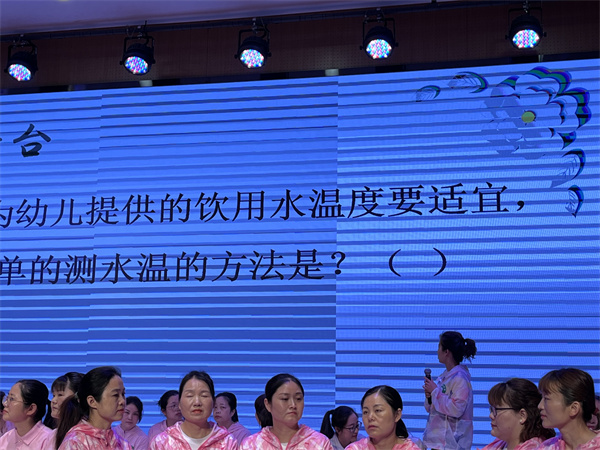 台
为幼儿提供的饮用水温度要适宜，
单的测水温的方法是？（ ）